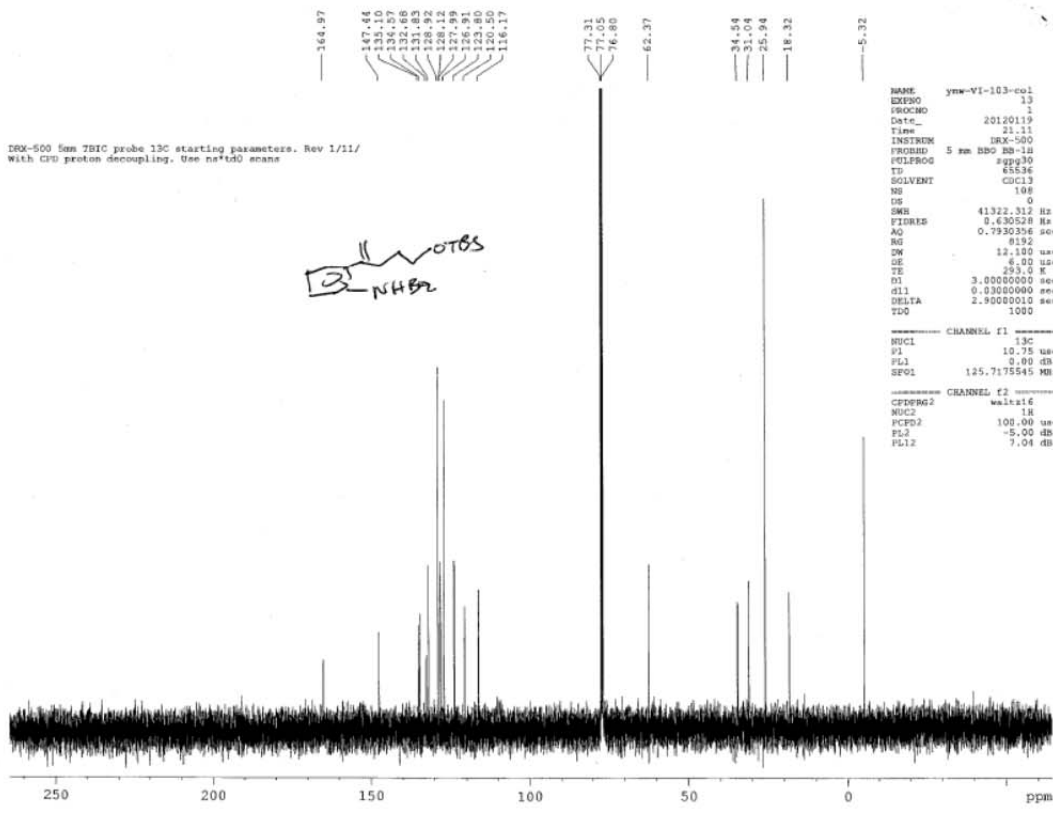 164.97
147.44
135.10
134.57
132.68
131.83
128.92
128.12
127.99
126.91
123.80
120.50
116.17
77.31
77.05
76.80
62.37
34.54
31.04
25.94
18.32
-5.32
NAME ymw-VI-103-col
EXPNO 13
PROCNO 1
Date_ 20120119
Time 21.11
INSTRUM DRX-500
PROBHD 5 mm BBO BB-1H
PULPROG zgpg30
TD 65536
SOLVENT CDCl3
NS 108
DS 0
SWH 41322.312 Hz
FIDRES 0.630528 Hz
AQ 0.7930356 sec
RG 8192
DW 12.100 use
DE 6.00 use
TE 293.0 K
D1 3.00000000 sec
d11 0.03000000 sec
DELTA 2.90000010 sec
TD0 1000
CHANNEL f1
NUC1 13C
P1 10.75 use
PL1 0.00 dB
SFO1 125.7175545 MH
CHANNEL f2
CPDPRG2 waltz16
NUC2 1H
PCPD2 100.00 use
PL2 -5.00 dB
PL12 7.04 dB
DRX-500 5mm TBIC probe 13C starting parameters. Rev 1/11/
With CPD proton decoupling. Use ns*td0 scans
OTBS
NHBz
250 200 150 100 50 0 ppm